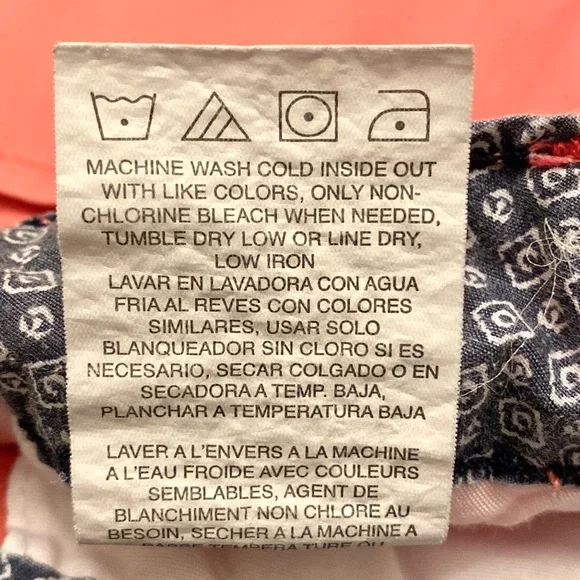 MACHINE WASH COLD INSIDE OUT
WITH LIKE COLORS, ONLY NON-
CHLORINE BLEACH WHEN NEEDED,
TUMBLE DRY LOW OR LINE DRY,
LOW IRON
LAVAR EN LAVADORA CON AGUA
FRIA AL REVES CON COLORES
SIMILARES, USAR SOLO
BLANQUEADOR SIN CLORO SI ES
NECESARIO, SECAR COLGADO O EN
SECADORA A TEMP. BAJA,
PLANCHAR A TEMPERATURA BAJA
LAVER A L'ENVERS A LA MACHINE
A L'EAU FROIDE AVEC COULEURS
SEMBLABLES, AGENT DE
BLANCHIMENT NON CHLORE AU
BESOIN, SECHER A LA MACHINE A
BASSE TEMPERATURE OU